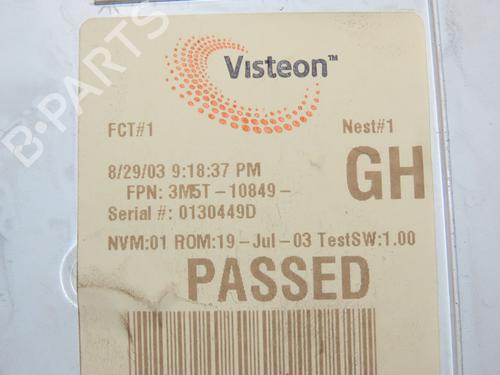 B-PARTS
Visteon™
FCT#1 Nest#1
8/29/03 9:18:37 PM
FPN: 3M5T-10849- GH
Serial #: 0130449D
NVM:01 ROM:19-Jul-03 TestSW:1.00
PASSED